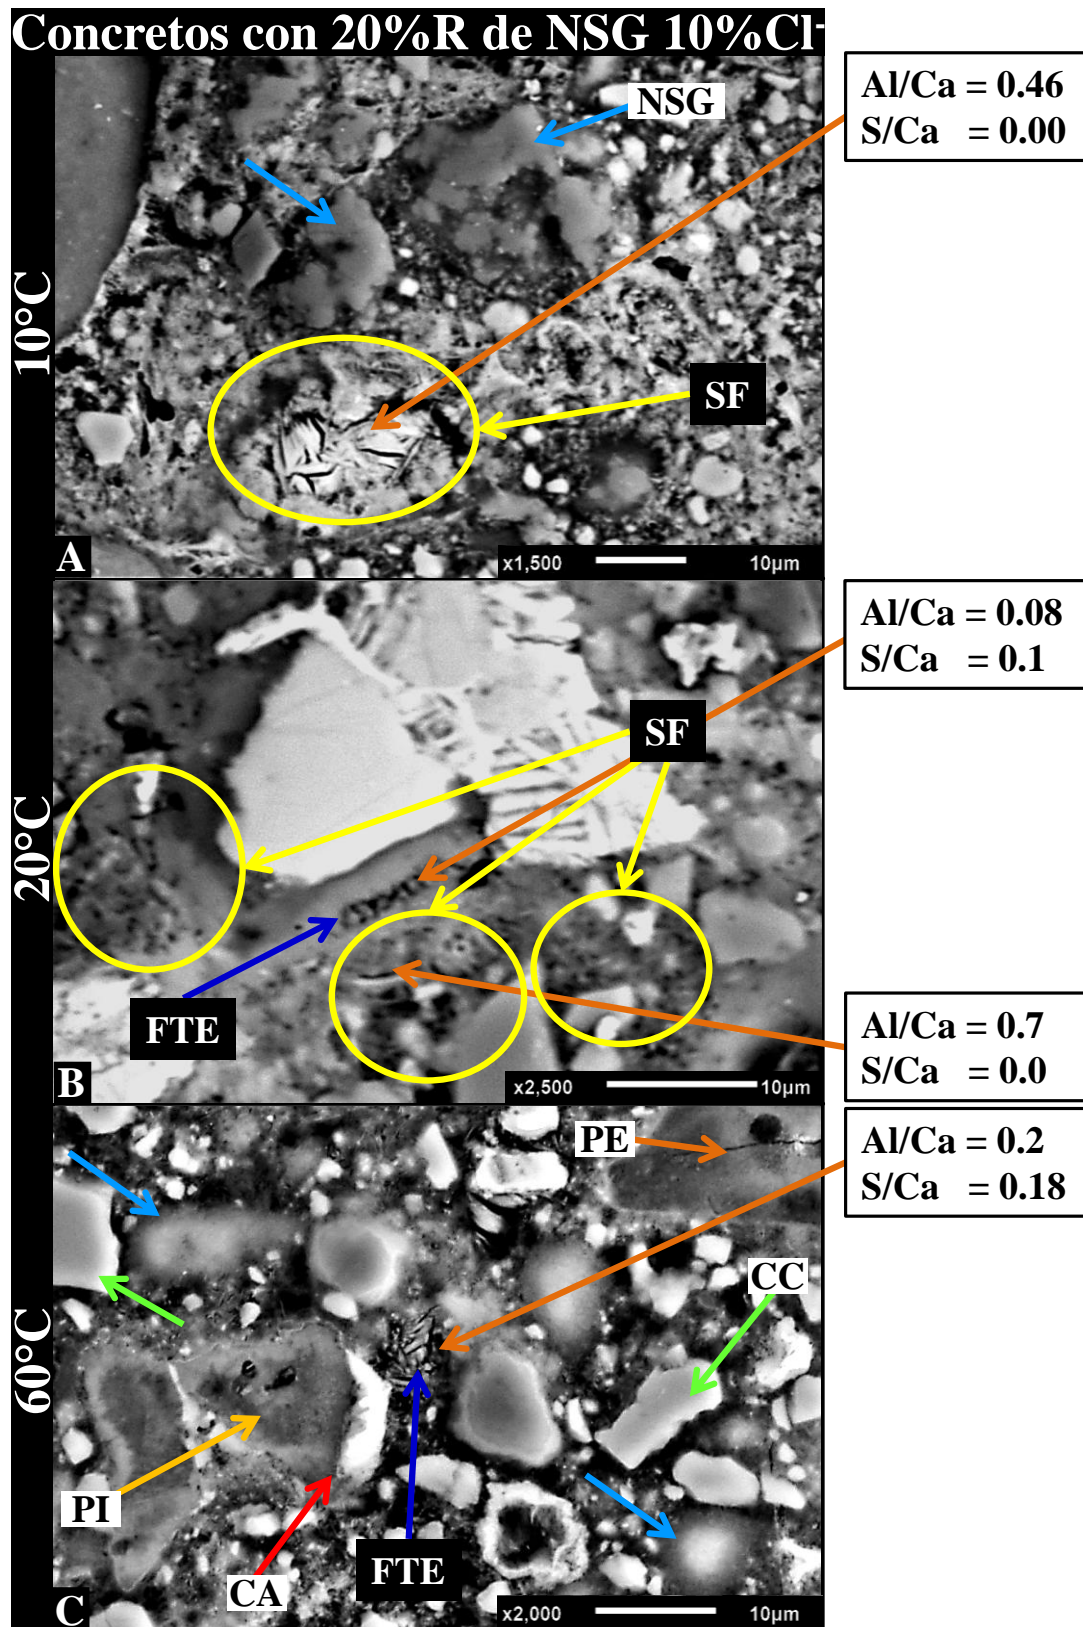 Concretos con 20%R de NSG 10%Cl⁻
10°C
NSG
Al/Ca = 0.46
S/Ca = 0.00
SF
A
x1,500 10µm
20°C
Al/Ca = 0.08
S/Ca = 0.1
SF
FTE
Al/Ca = 0.7
S/Ca = 0.0
B
x2,500 10µm
60°C
PE
Al/Ca = 0.2
S/Ca = 0.18
CC
PI
CA
FTE
C
x2,000 10µm